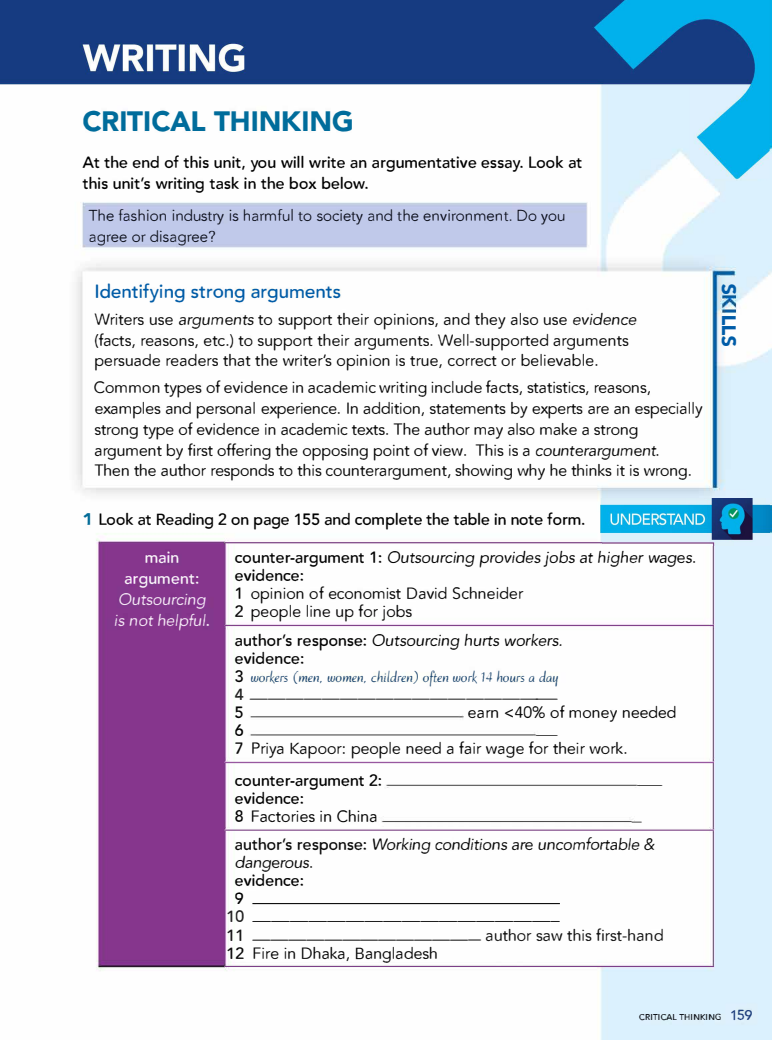 WRITING
CRITICAL THINKING
At the end of this unit, you will write an argumentative essay. Look at
this unit's writing task in the box below.
The fashion industry is harmful to society and the environment. Do you
agree or disagree?
SKILLS
Identifying strong arguments
Writers use arguments to support their opinions, and they also use evidence
(facts, reasons, etc.) to support their arguments. Well-supported arguments
persuade readers that the writer's opinion is true, correct or believable.
Common types of evidence in academic writing include facts, statistics, reasons,
examples and personal experience. In addition, statements by experts are an especially
strong type of evidence in academic texts. The author may also make a strong
argument by first offering the opposing point of view. This is a counterargument.
Then the author responds to this counterargument, showing why he thinks it is wrong.
1 Look at Reading 2 on page 155 and complete the table in note form.
UNDERSTAND
main
argument:
Outsourcing
is not helpful.
counter-argument 1: Outsourcing provides jobs at higher wages.
evidence:
1 opinion of economist David Schneider
2 people line up for jobs
author's response: Outsourcing hurts workers.
evidence:
3 workers (men, women, children) often work 14 hours a day
4 ____
5 ____ earn <40% of money needed
6 ____
7 Priya Kapoor: people need a fair wage for their work.
counter-argument 2: ____
evidence:
8 Factories in China ____
author's response: Working conditions are uncomfortable &
dangerous.
evidence:
9 ____
10 ____
11 ____ author saw this first-hand
12 Fire in Dhaka, Bangladesh
CRITICAL THINKING 159